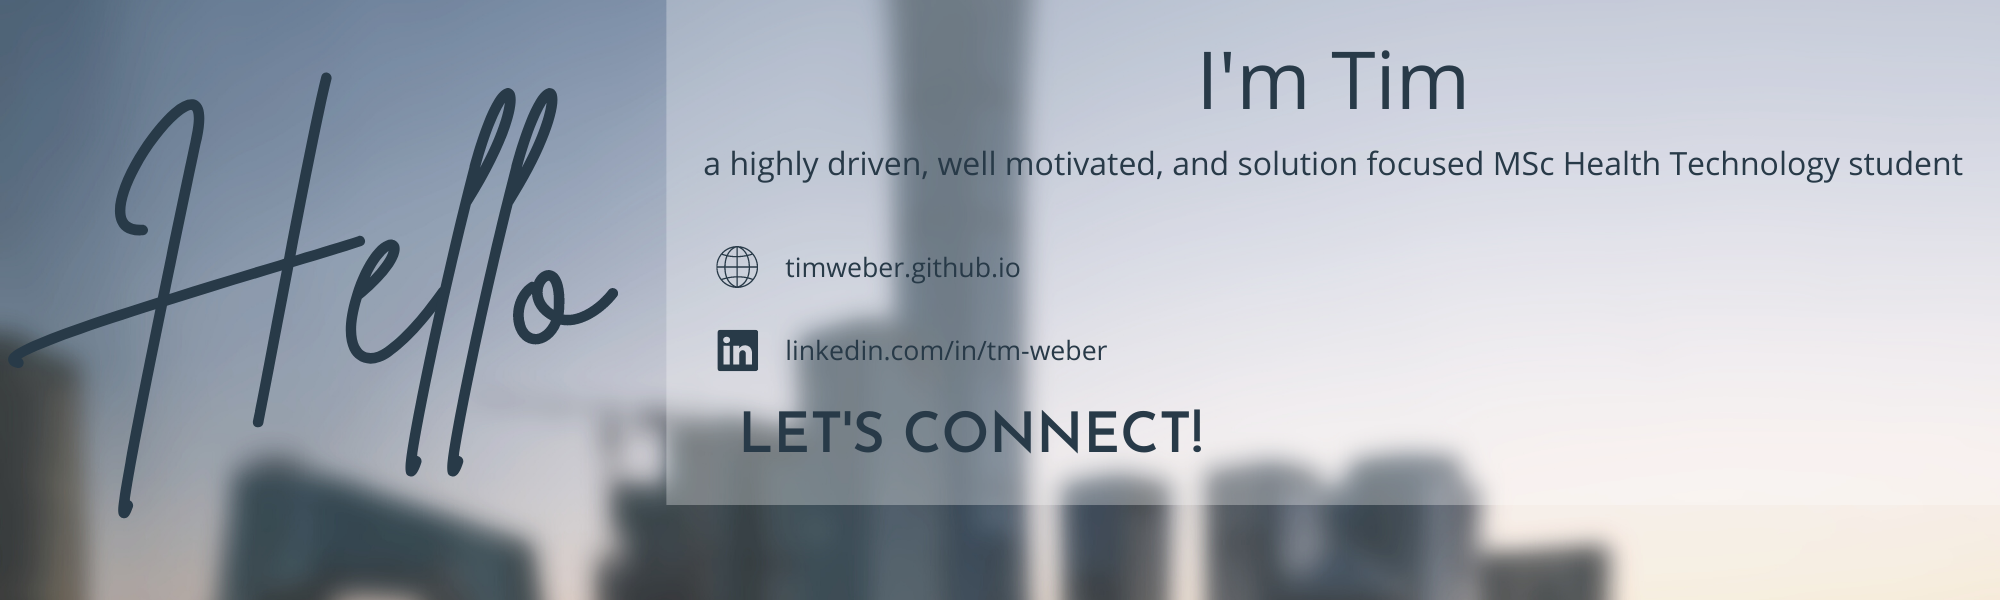 Hello
I'm Tim
a highly driven, well motivated, and solution focused MSc Health Technology student
timweber.github.io
in linkedin.com/in/tm-weber
LET'S CONNECT!